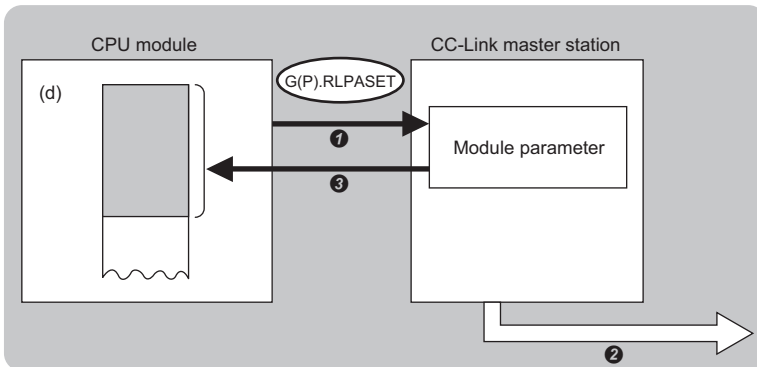 CPU module
CC-Link master station
G(P).RLPASET
(d)
❶
Module parameter
❸
❷